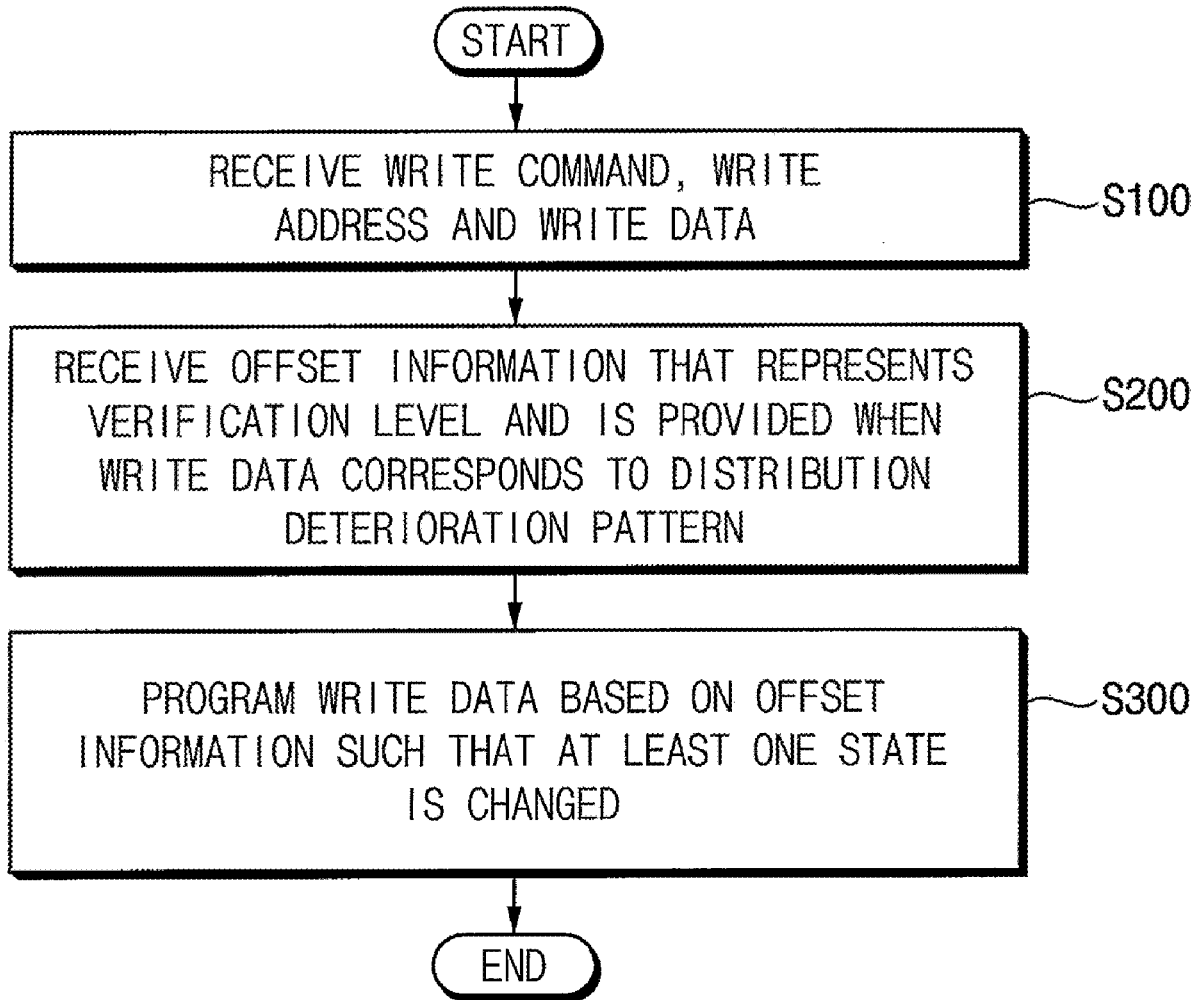 START
RECEIVE WRITE COMMAND, WRITE
ADDRESS AND WRITE DATA
S100
RECEIVE OFFSET INFORMATION THAT REPRESENTS
VERIFICATION LEVEL AND IS PROVIDED WHEN
WRITE DATA CORRESPONDS TO DISTRIBUTION
DETERIORATION PATTERN
S200
PROGRAM WRITE DATA BASED ON OFFSET
INFORMATION SUCH THAT AT LEAST ONE STATE
IS CHANGED
S300
END